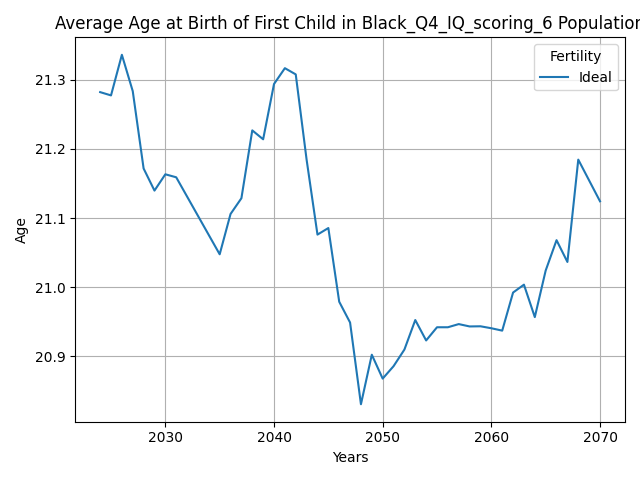 Average Age at Birth of First Child in Black_Q4_IQ_scoring_6 Population
Fertility
Ideal
21.3
21.2
21.1
21.0
20.9
Age
2030 2040 2050 2060 2070
Years